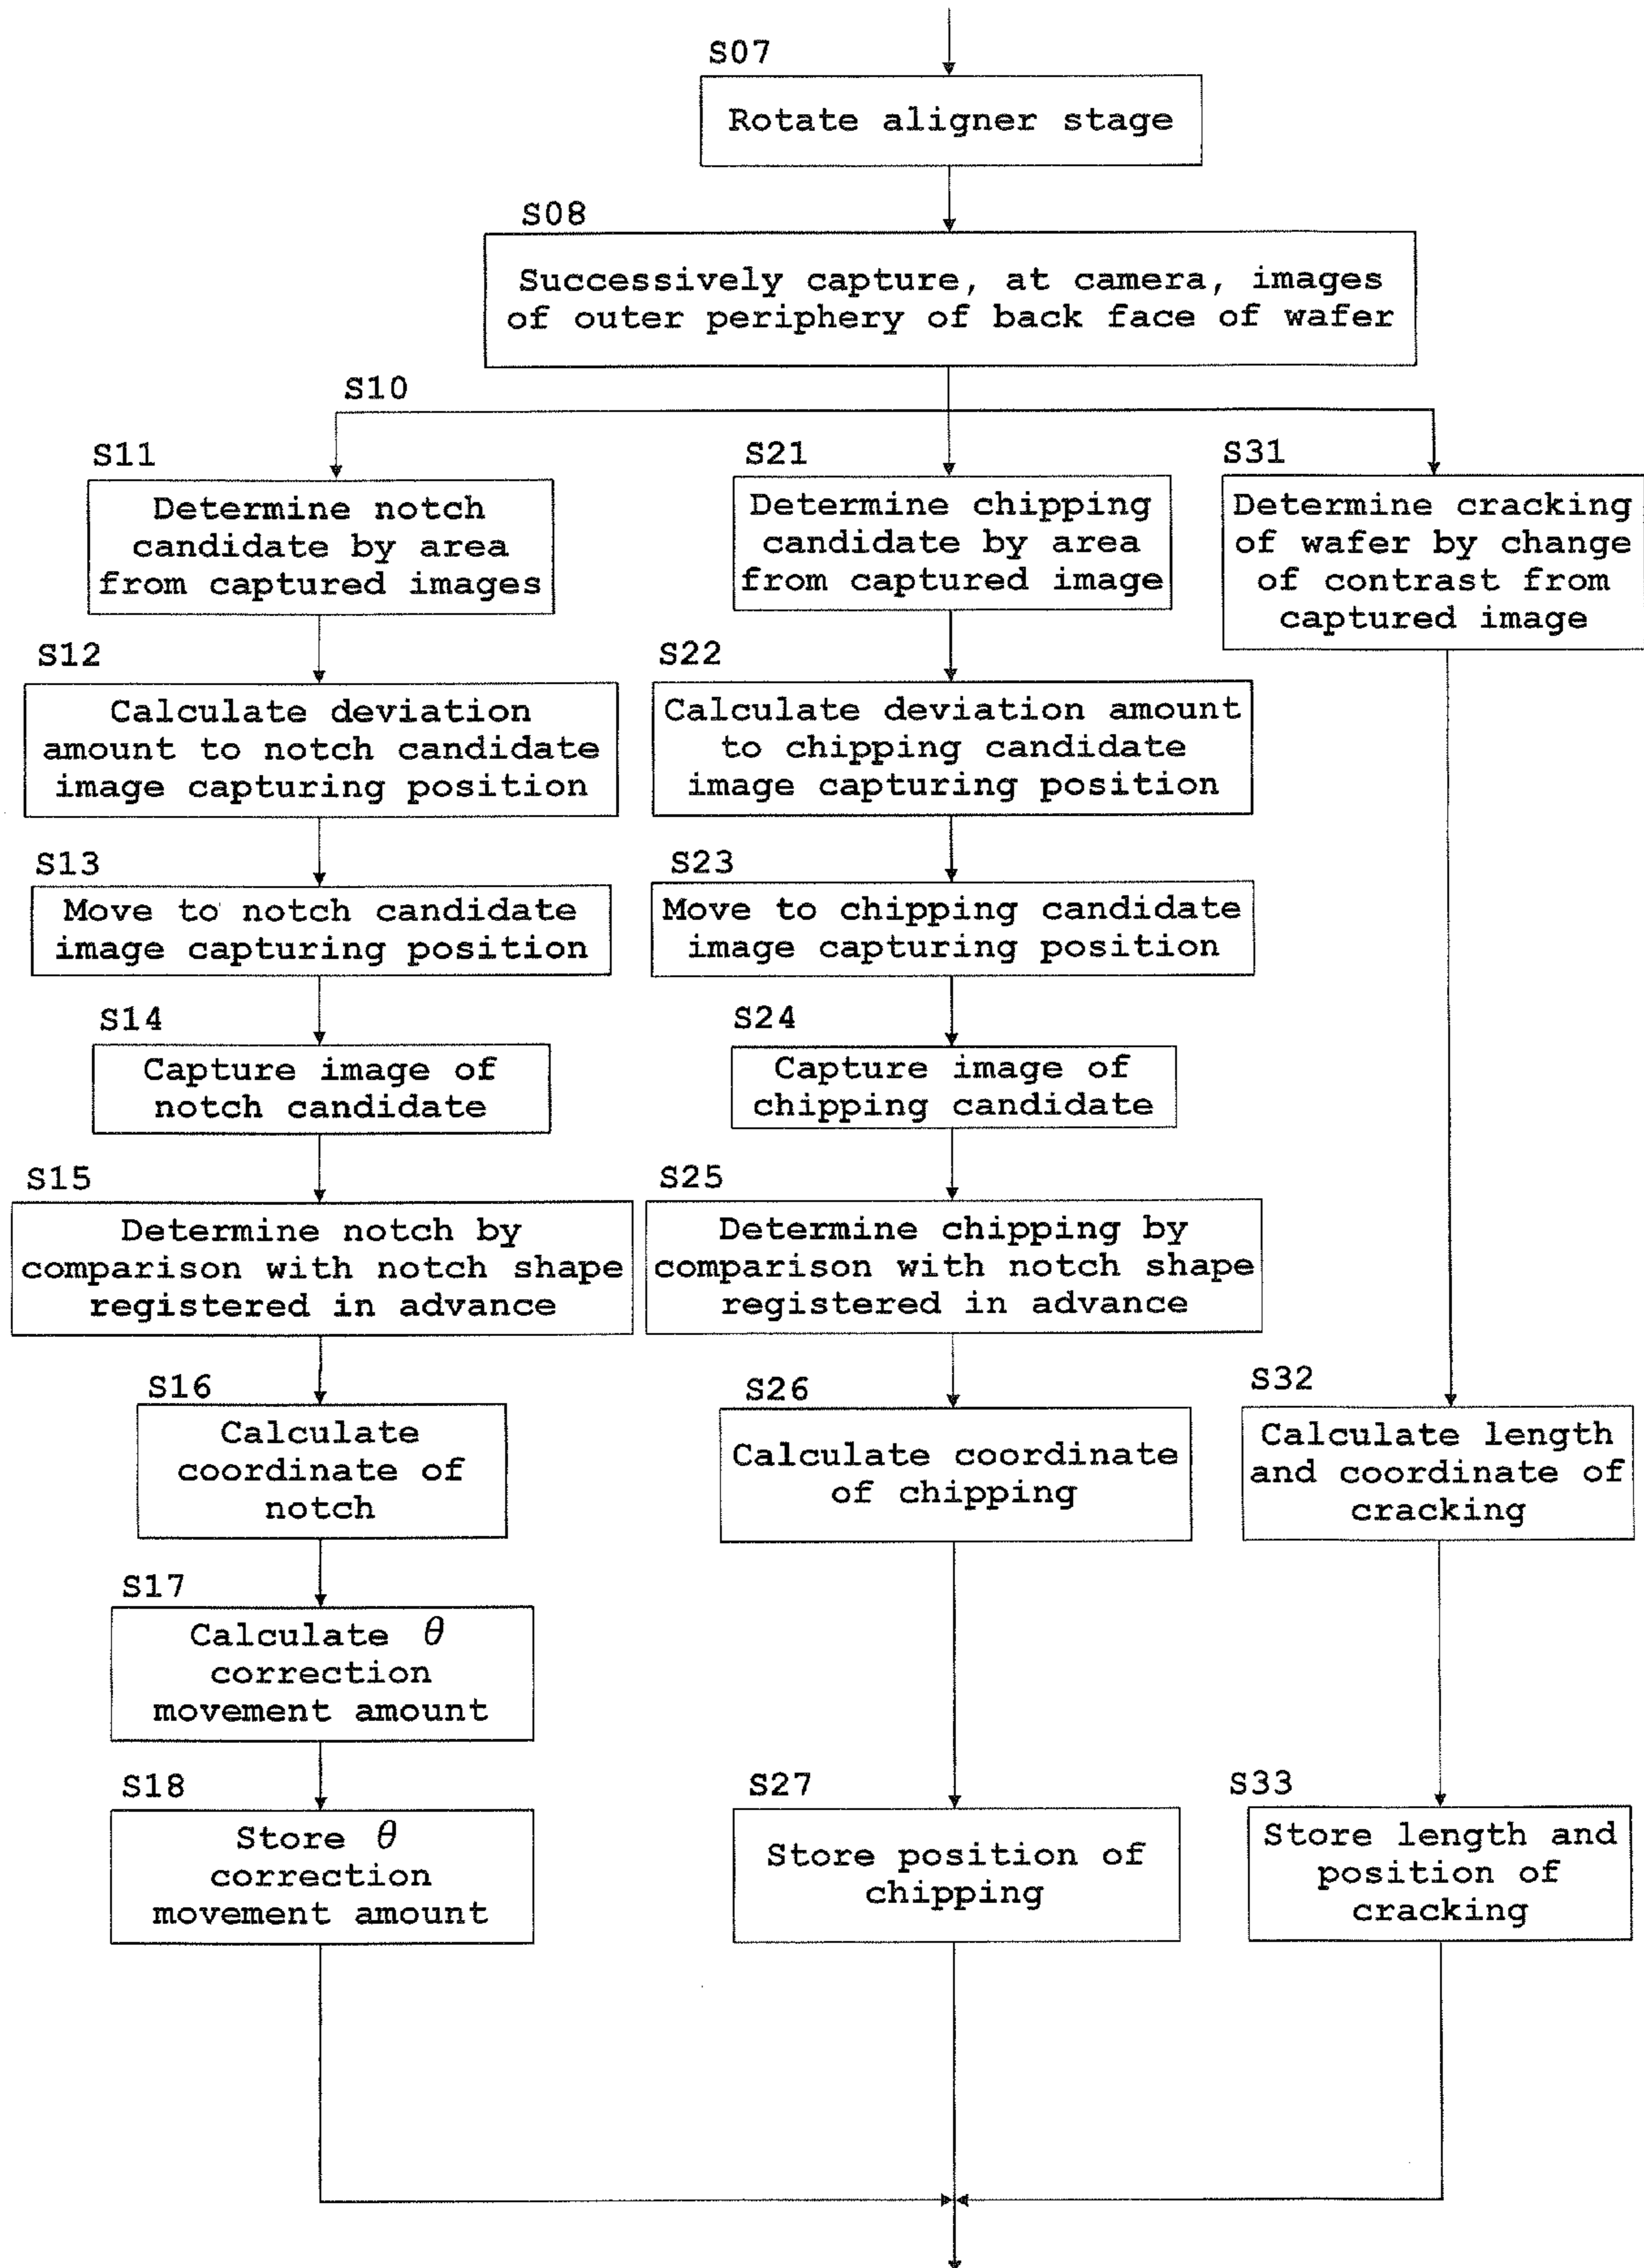 S07
Rotate aligner stage
S08
Successively capture, at camera, images
of outer periphery of back face of wafer
S10
S11
Determine notch
candidate by area
from captured images
S12
Calculate deviation
amount to notch candidate
image capturing position
S13
Move to notch candidate
image capturing position
S14
Capture image of
notch candidate
S15
Determine notch by
comparison with notch shape
registered in advance
S16
Calculate
coordinate of
notch
S17
Calculate θ
correction
movement amount
S18
Store θ
correction
movement amount
S21
Determine chipping
candidate by area
from captured image
S22
Calculate deviation amount
to chipping candidate
image capturing position
S23
Move to chipping candidate
image capturing position
S24
Capture image of
chipping candidate
S25
Determine chipping by
comparison with notch shape
registered in advance
S26
Calculate coordinate
of chipping
S27
Store position of
chipping
S31
Determine cracking
of wafer by change
of contrast from
captured image
S32
Calculate length
and coordinate of
cracking
S33
Store length and
position of
cracking